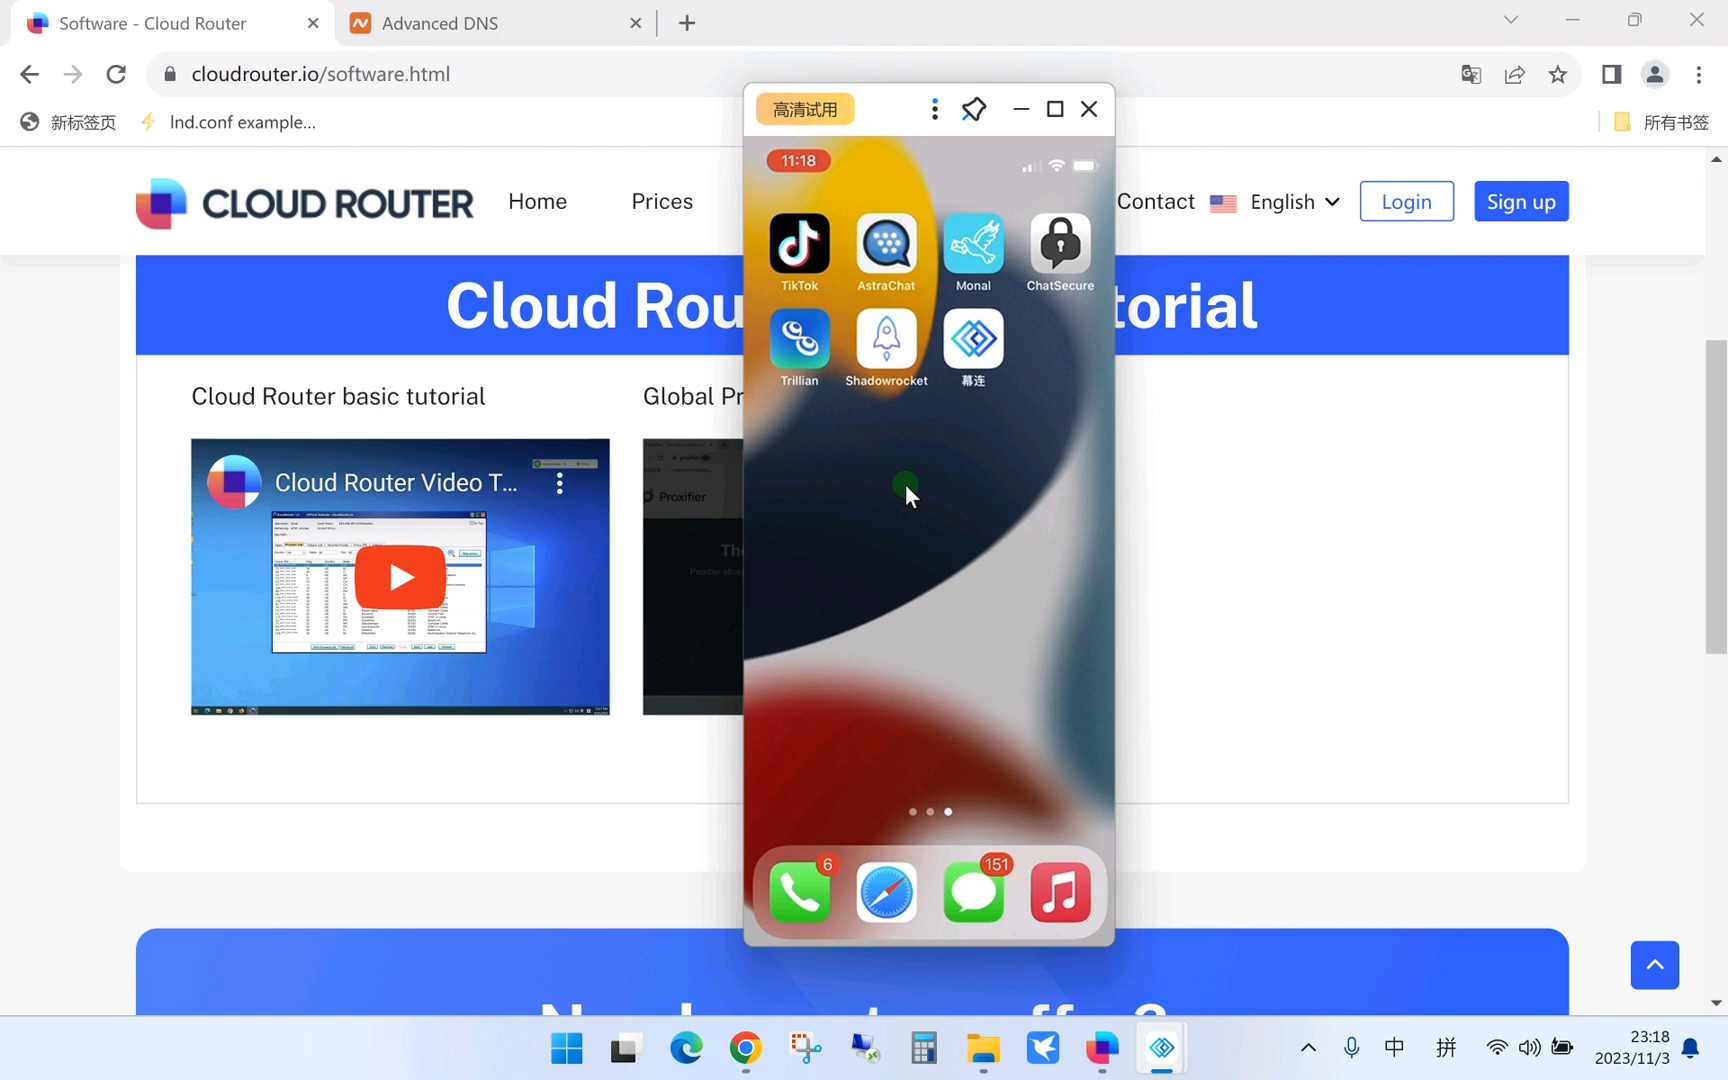 Software - Cloud Router
Advanced DNS
cloudrouter.io/software.html
新标签页
lnd.conf example...
所有书签
高清试用
CLOUD ROUTER
Home
Prices
Contact
English
Login
Sign up
11:18
TikTok
AstraChat
Monal
ChatSecure
Trillian
Shadowrocket
幕连
Cloud Rou
torial
Cloud Router basic tutorial
Global Pr
Cloud Router Video T...
Proxifier
The
Proxifier allow
6
151
中
拼
23:18
2023/11/3